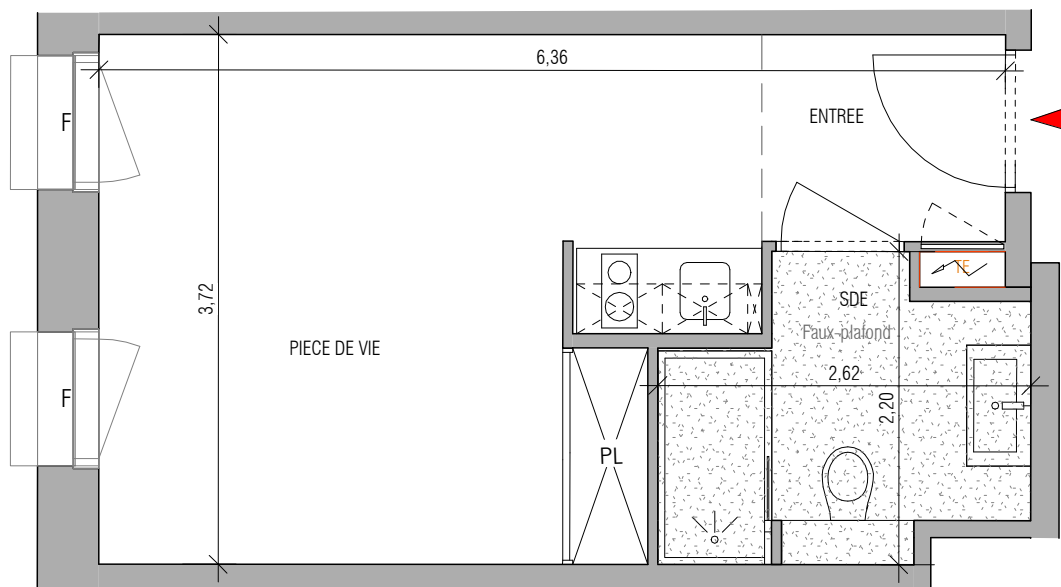 6,36
F
ENTREE
3,72
TE
SDE
Faux-plafond
PIECE DE VIE
2,62
F
2,20
PL